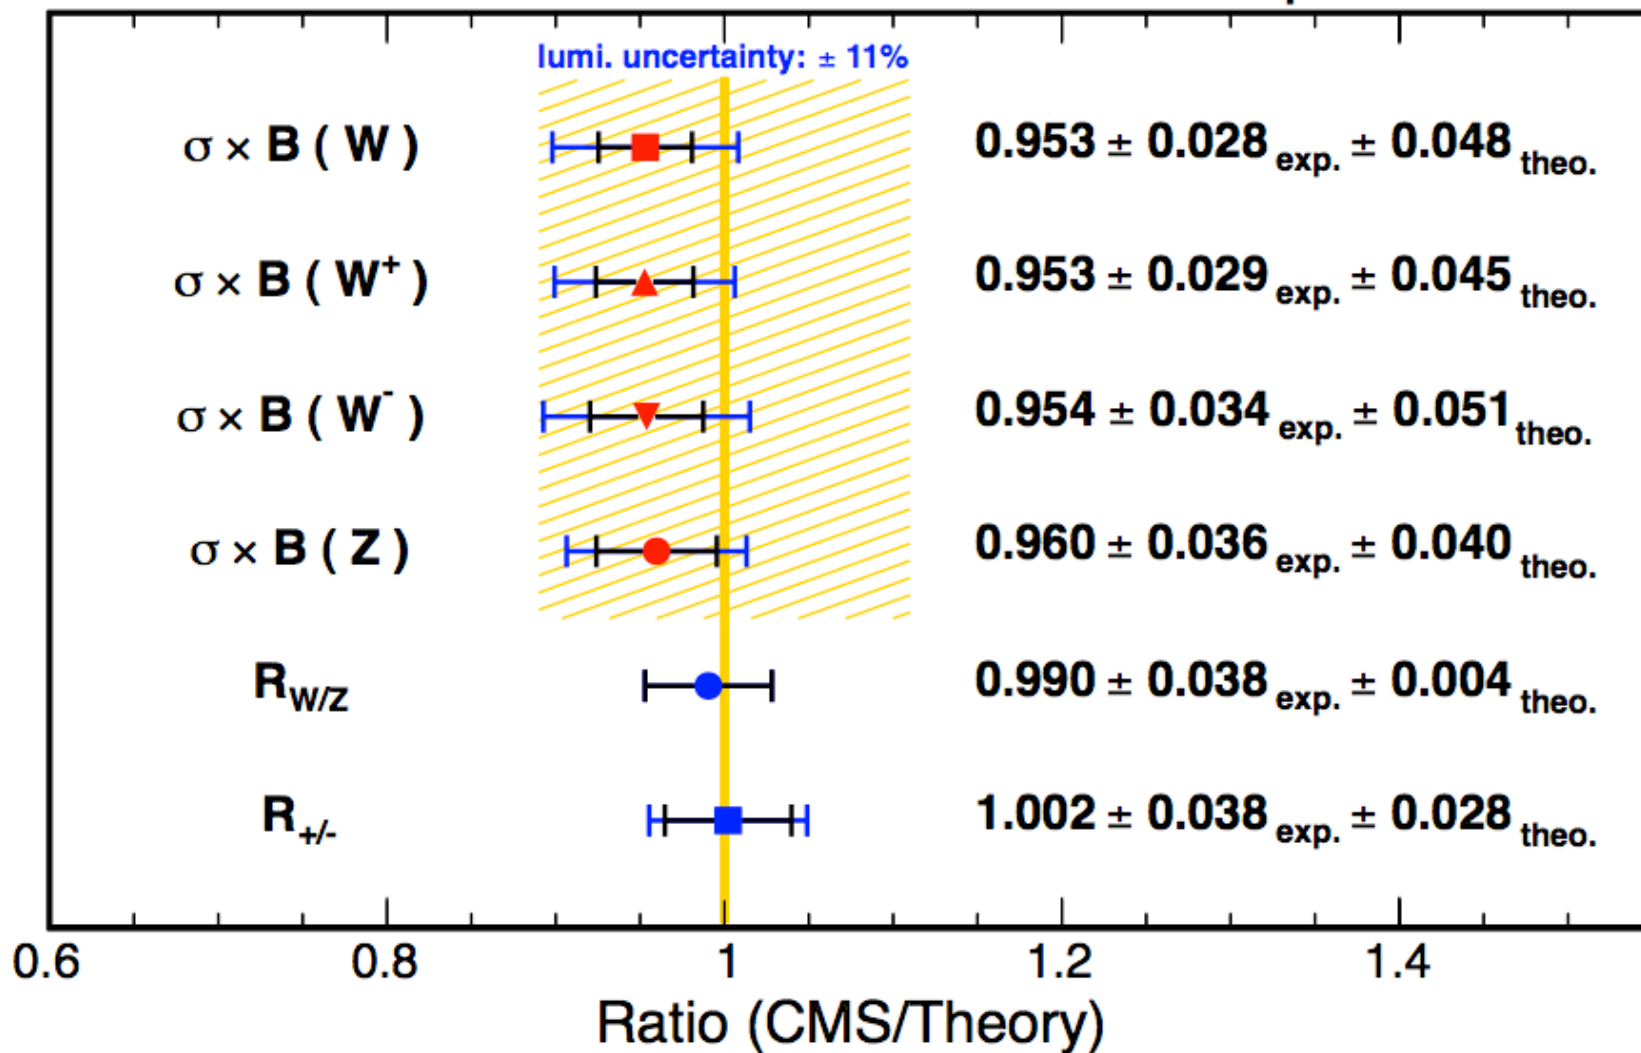 lumi. uncertainty: ± 11%
σ × B ( W ) 0.953 ± 0.028 exp. ± 0.048 theo.
σ × B ( W⁺ ) 0.953 ± 0.029 exp. ± 0.045 theo.
σ × B ( W⁻ ) 0.954 ± 0.034 exp. ± 0.051 theo.
σ × B ( Z ) 0.960 ± 0.036 exp. ± 0.040 theo.
R W/Z 0.990 ± 0.038 exp. ± 0.004 theo.
R +/- 1.002 ± 0.038 exp. ± 0.028 theo.
0.6 0.8 1 1.2 1.4
Ratio (CMS/Theory)